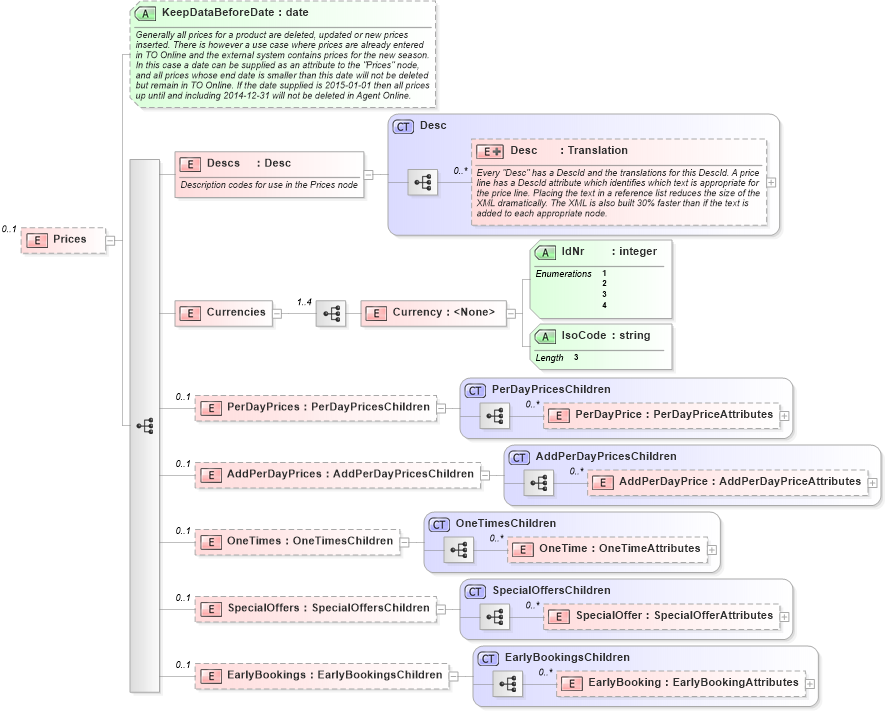 A KeepDataBeforeDate : date
Generally all prices for a product are deleted, updated or new prices
inserted. There is however a use case where prices are already entered
in TO Online and the external system contains prices for the new season.
In this case a date can be supplied as an attribute to the "Prices" node,
and all prices whose end date is smaller than this date will not be deleted
but remain in TO Online. If the date supplied is 2015-01-01 then all prices
up until and including 2014-12-31 will not be deleted in Agent Online.
0..1
E Prices
E Descs : Desc
Description codes for use in the Prices node
CT Desc
0..*
E Desc : Translation
Every "Desc" has a DescId and the translations for this DescId. A price
line has a DescId attribute which identifies which text is appropriate for
the price line. Placing the text in a reference list reduces the size of the
XML dramatically. The XML is also built 30% faster than if the text is
added to each appropriate node.
E Currencies
1..4
E Currency : <None>
A IdNr : integer
Enumerations 1
2
3
4
A IsoCode : string
Length 3
0..1
E PerDayPrices : PerDayPricesChildren
CT PerDayPricesChildren
0..*
E PerDayPrice : PerDayPriceAttributes
0..1
E AddPerDayPrices : AddPerDayPricesChildren
CT AddPerDayPricesChildren
0..*
E AddPerDayPrice : AddPerDayPriceAttributes
0..1
E OneTimes : OneTimesChildren
CT OneTimesChildren
0..*
E OneTime : OneTimeAttributes
0..1
E SpecialOffers : SpecialOffersChildren
CT SpecialOffersChildren
0..*
E SpecialOffer : SpecialOfferAttributes
0..1
E EarlyBookings : EarlyBookingsChildren
CT EarlyBookingsChildren
0..*
E EarlyBooking : EarlyBookingAttributes